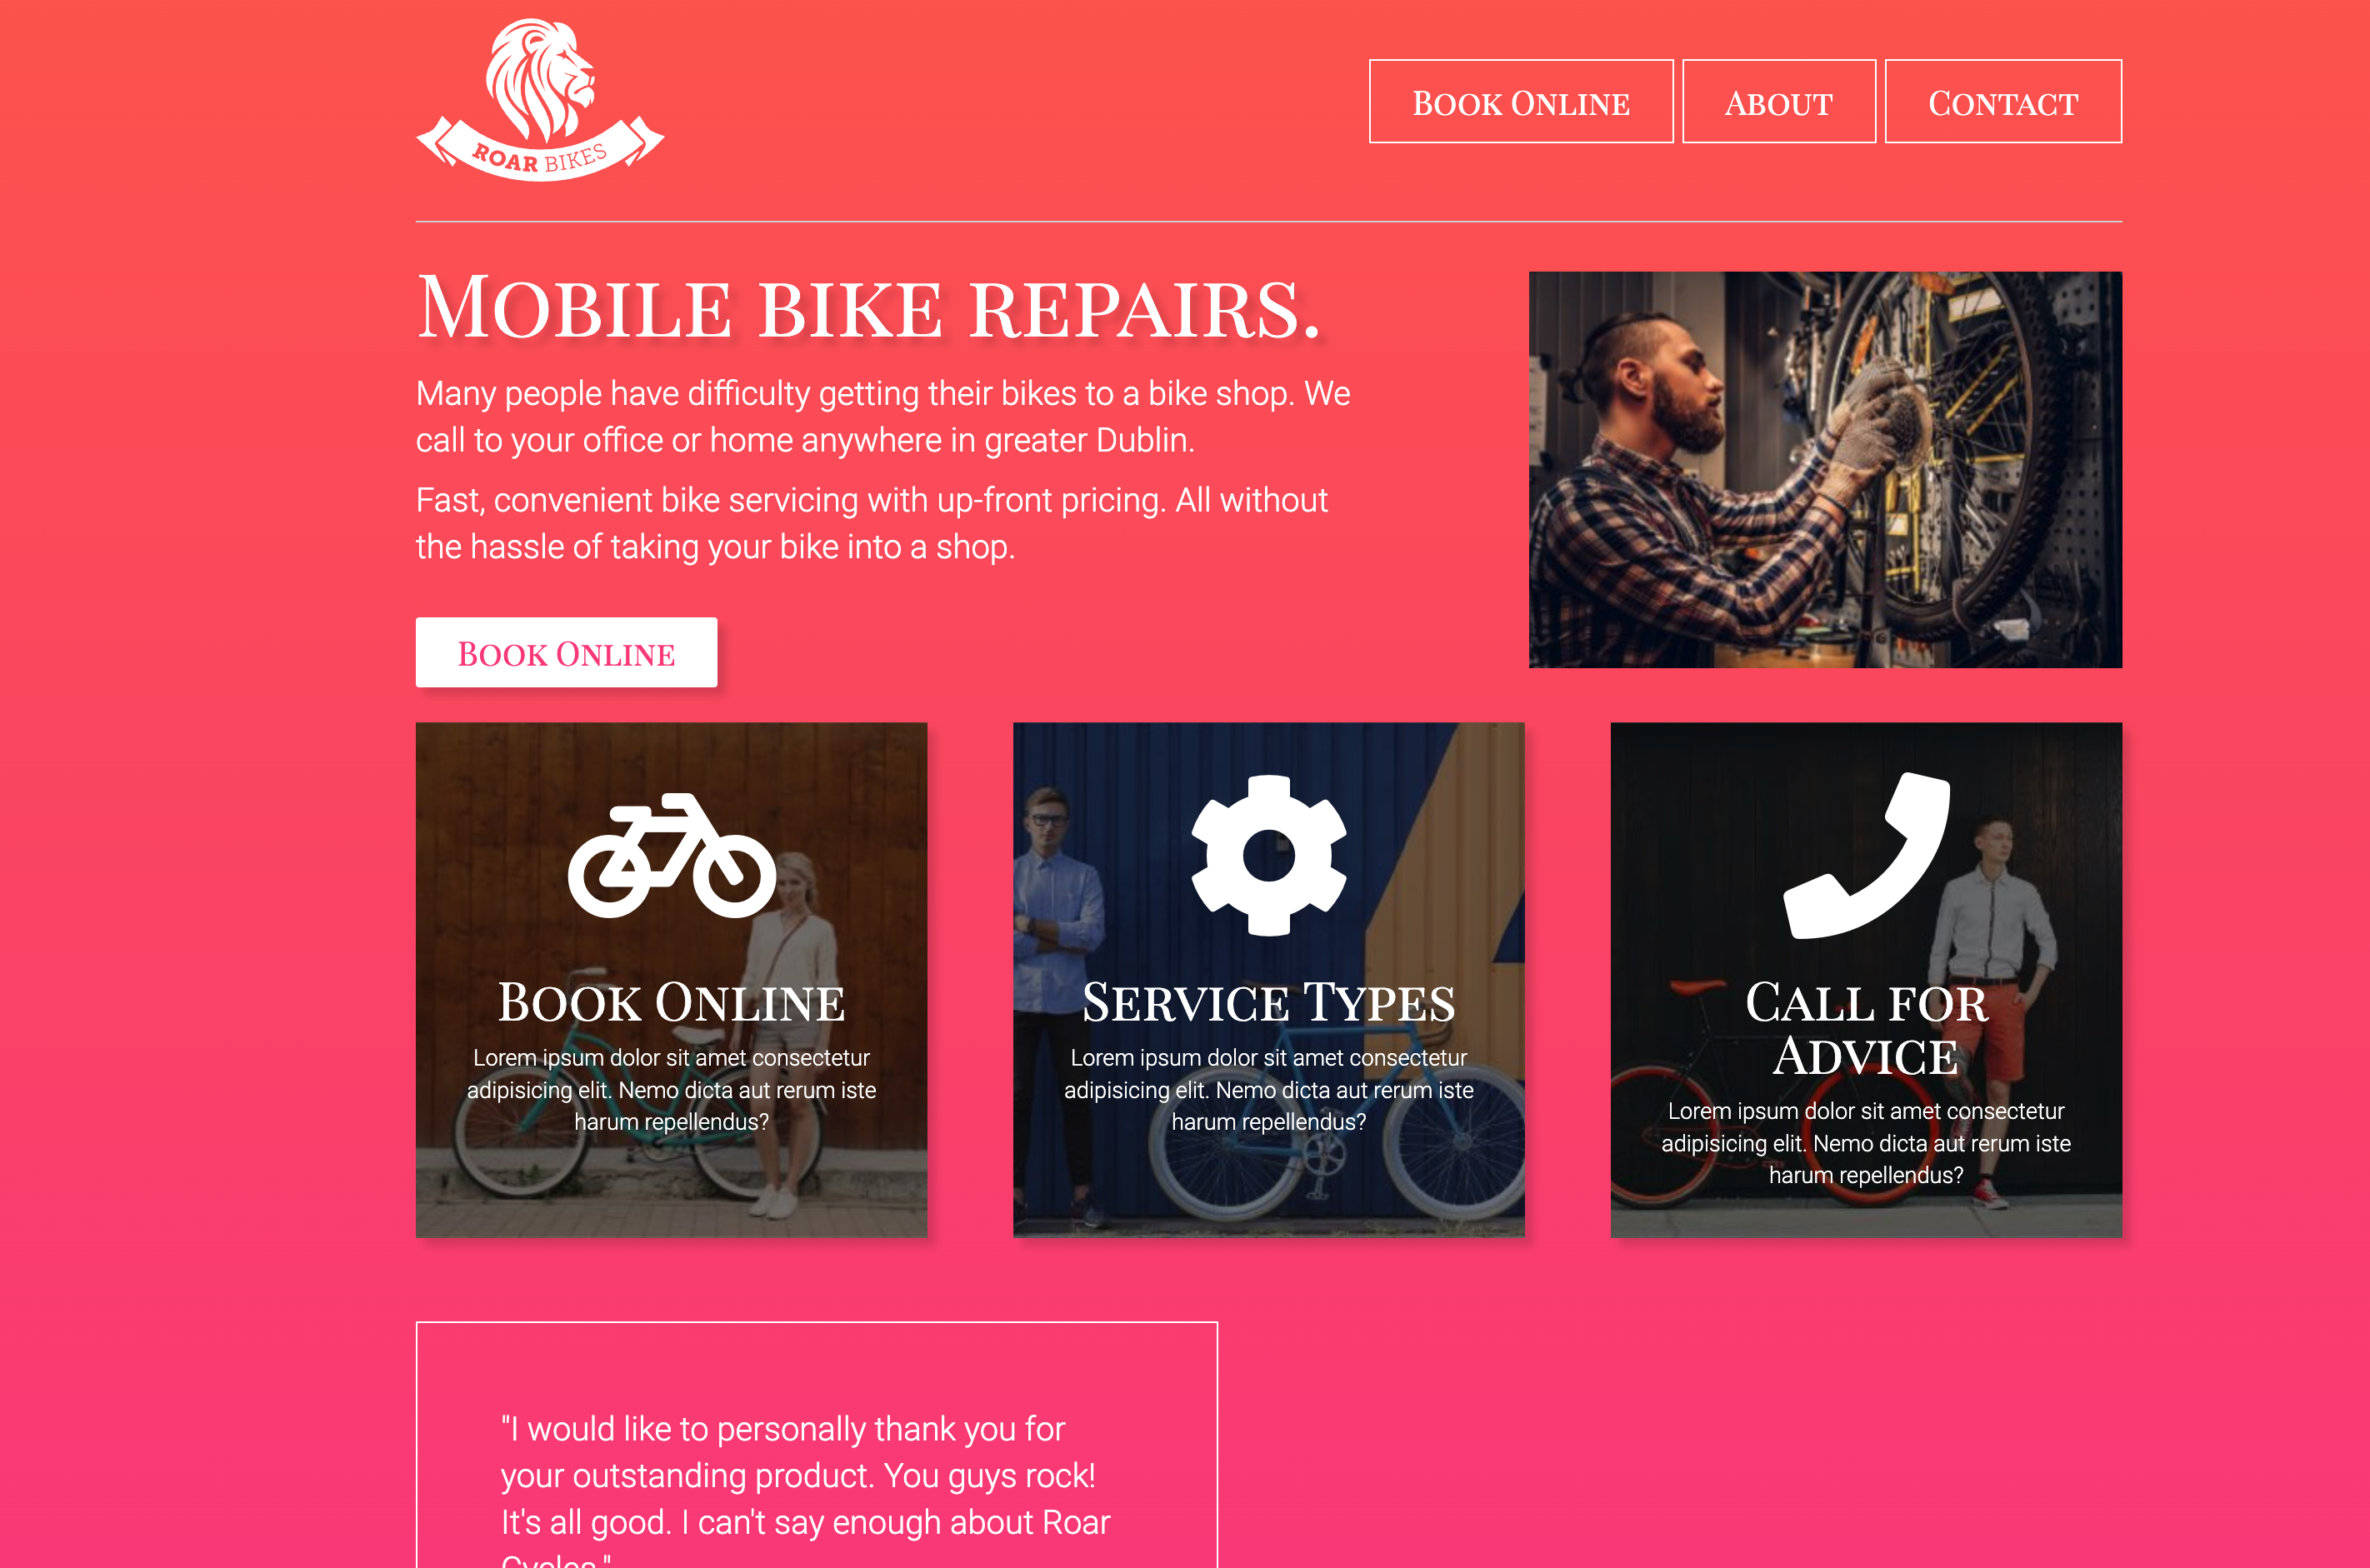 ROAR BIKES
Book Online
About
Contact
Mobile bike repairs.
Many people have difficulty getting their bikes to a bike shop. We
call to your office or home anywhere in greater Dublin.
Fast, convenient bike servicing with up-front pricing. All without
the hassle of taking your bike into a shop.
Book Online
Book Online
Lorem ipsum dolor sit amet consectetur
adipisicing elit. Nemo dicta aut rerum iste
harum repellendus?
Service Types
Lorem ipsum dolor sit amet consectetur
adipisicing elit. Nemo dicta aut rerum iste
harum repellendus?
Call for
Advice
Lorem ipsum dolor sit amet consectetur
adipisicing elit. Nemo dicta aut rerum iste
harum repellendus?
"I would like to personally thank you for
your outstanding product. You guys rock!
It's all good. I can't say enough about Roar
Cycles."